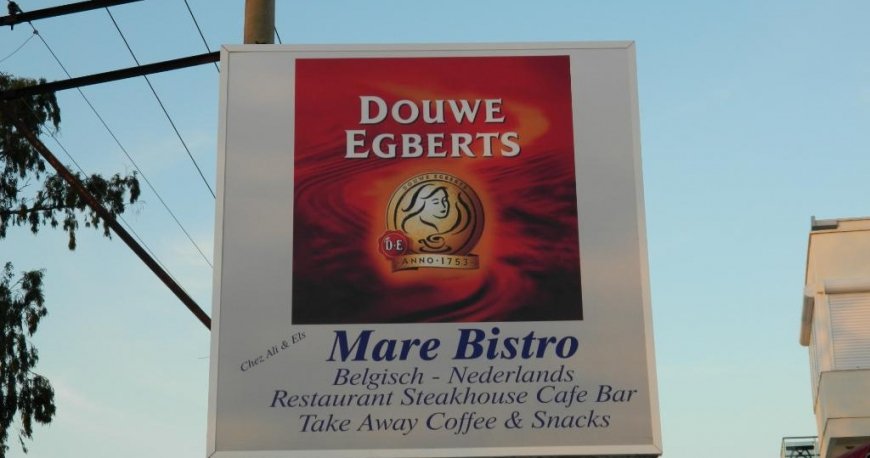 DOUWE
EGBERTS
DOUWE EGBERTS
D·E
ANNO·1753
Chez Ali & Els
Mare Bistro
Belgisch - Nederlands
Restaurant Steakhouse Cafe Bar
Take Away Coffee & Snacks